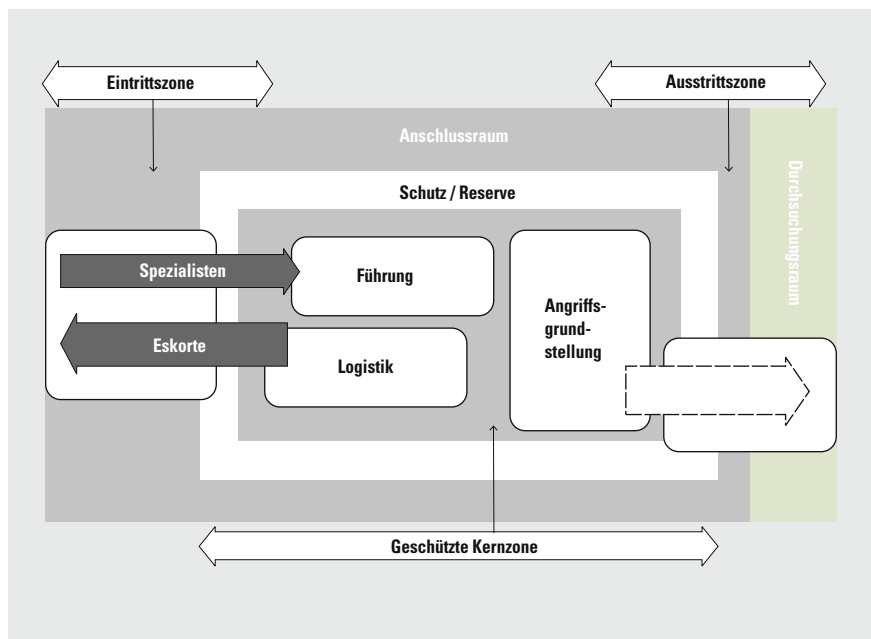 Eintrittszone
Ausstrittszone
Anschlussraum
Durchsuchungsraum
Schutz / Reserve
Spezialisten
Führung
Angriffs-
grund-
stellung
Eskorte
Logistik
Geschützte Kernzone